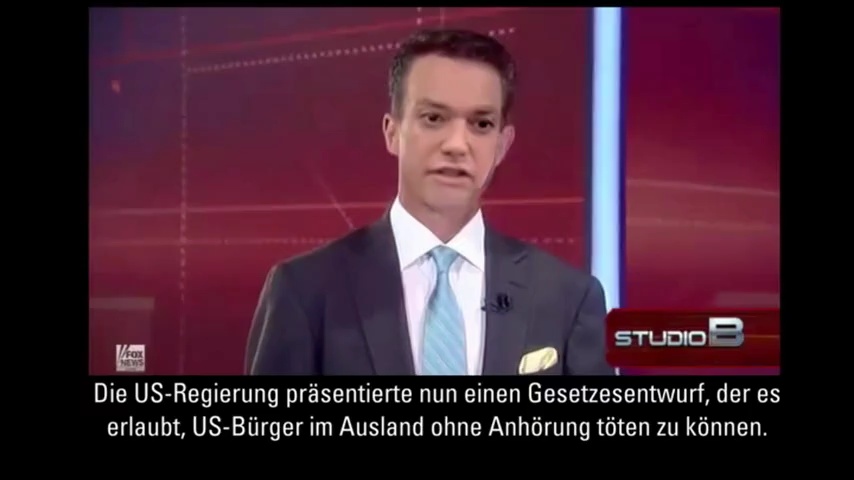 STUDIO B
FOX
NEWS
Die US-Regierung präsentierte nun einen Gesetzesentwurf, der es
erlaubt, US-Bürger im Ausland ohne Anhörung töten zu können.